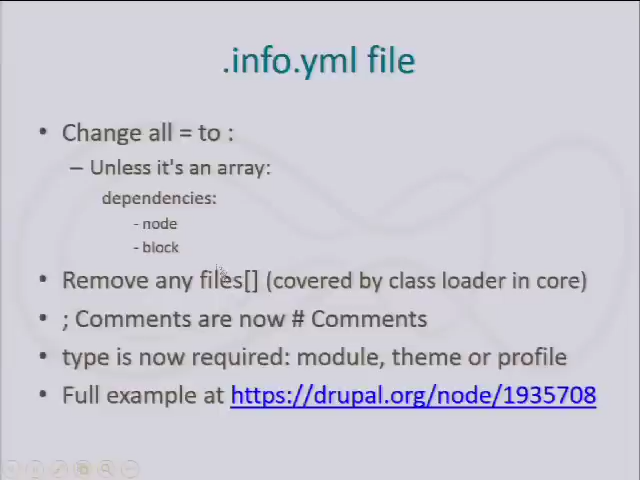 .info.yml file
• Change all = to :
– Unless it's an array:
dependencies:
- node
- block
• Remove any files[] (covered by class loader in core)
• ; Comments are now # Comments
• type is now required: module, theme or profile
• Full example at https://drupal.org/node/1935708